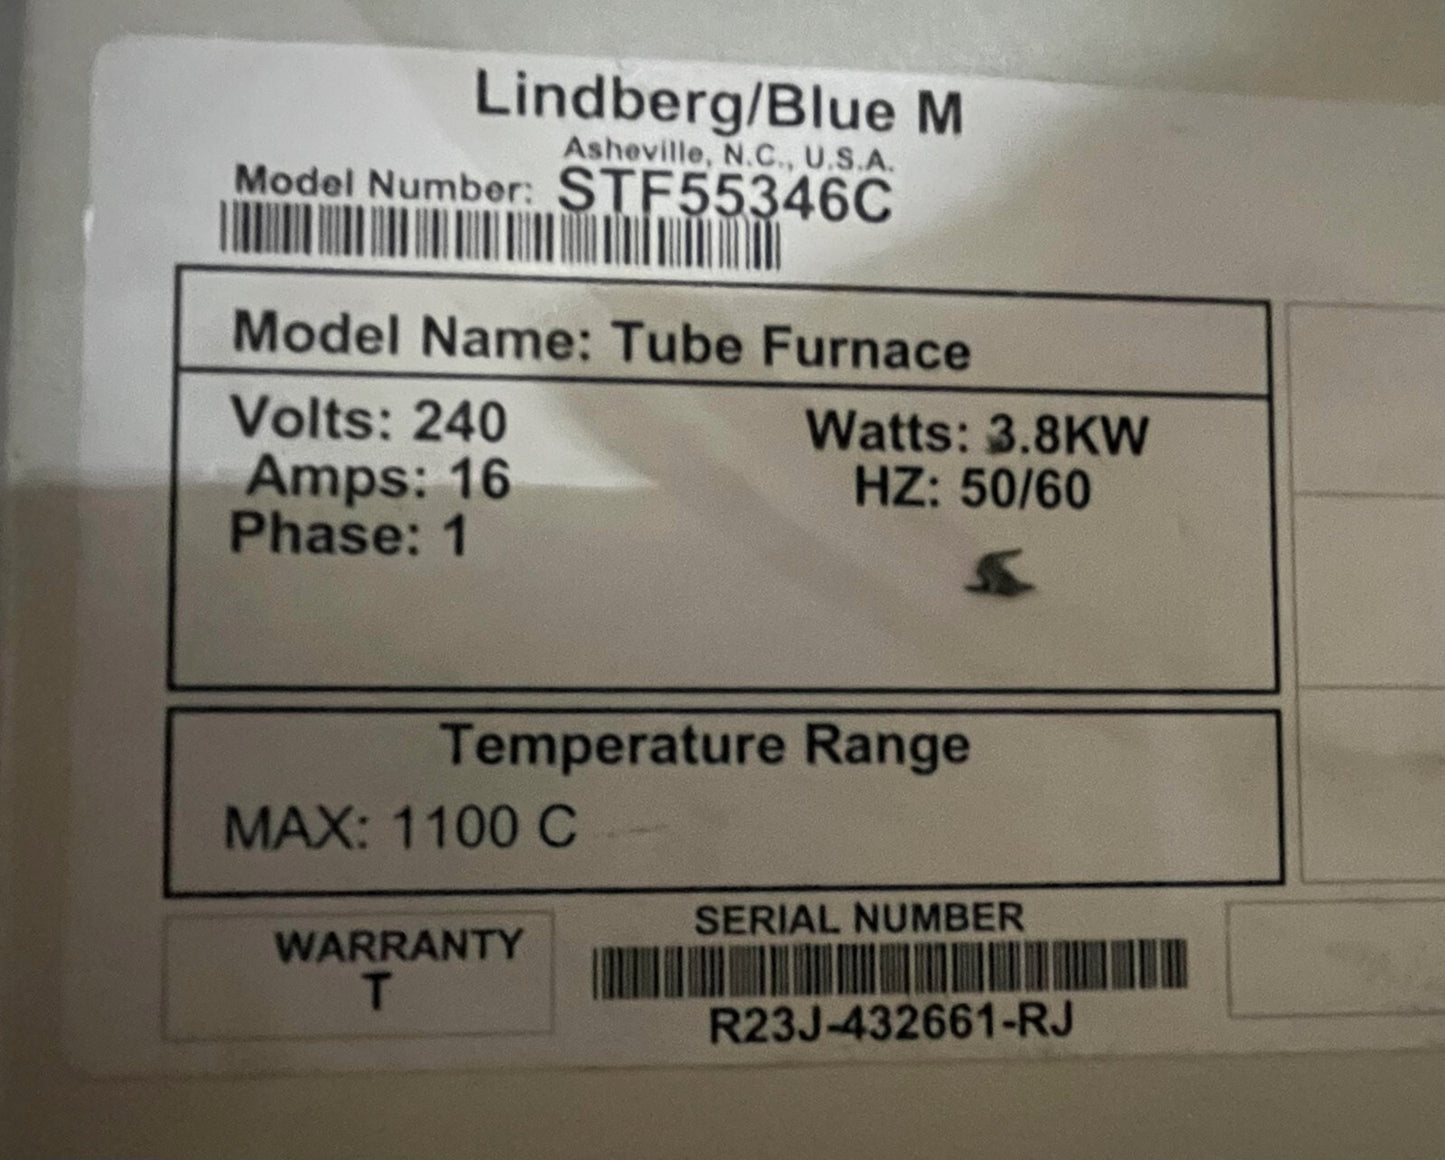 Lindberg/Blue M
Asheville, N.C., U.S.A.
Model Number: STF55346C
Model Name: Tube Furnace
Volts: 240 Watts: 3.8KW
Amps: 16 HZ: 50/60
Phase: 1
Temperature Range
MAX: 1100 C
WARRANTY
T
SERIAL NUMBER
R23J-432661-RJ